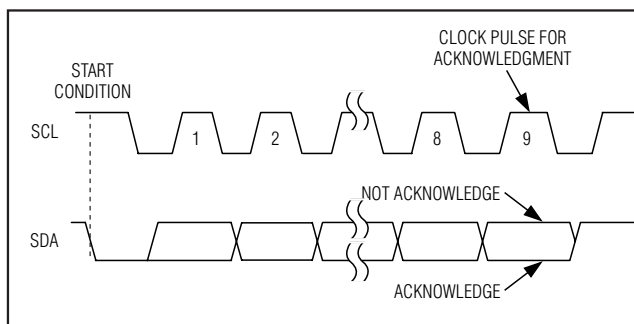 CLOCK PULSE FOR
ACKNOWLEDGMENT
START
CONDITION
SCL
1
2
8
9
NOT ACKNOWLEDGE
SDA
ACKNOWLEDGE